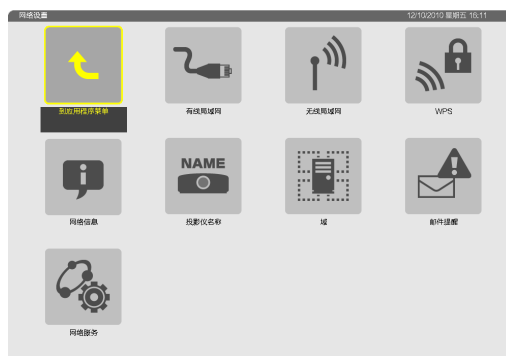 网络设置
12/10/2010 星期五 16:11
到应用程序菜单
有线局域网
无线局域网
WPS
网络信息
NAME
投影仪名称
域
邮件提醒
网络服务